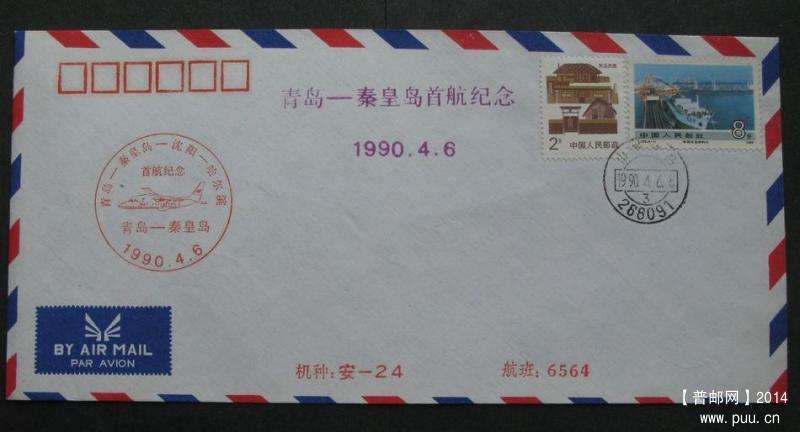 青岛—秦皇岛首航纪念
1990.4.6
2分 中国人民邮政
中国人民邮政 8分
1990.4.6.8
3
266091
青岛—秦皇岛—沈阳—哈尔滨
首航纪念
青岛—秦皇岛
1990.4.6
BY AIR MAIL
PAR AVION
机种:安-24
航班:6564
【普邮网】2014
www.puu.cn